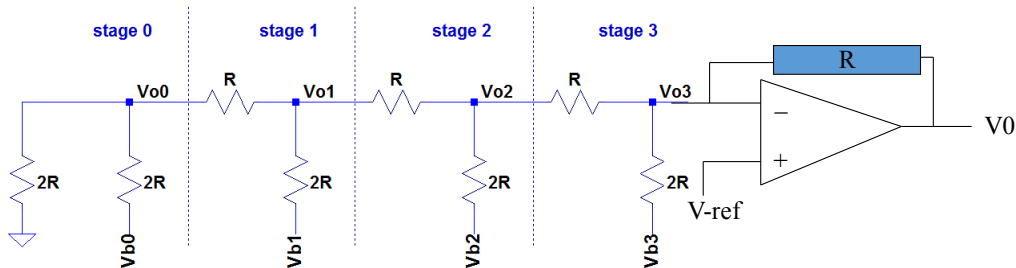 stage 0
stage 1
stage 2
stage 3
R
R
R
R
Vo0
Vo1
Vo2
Vo3
−
V0
2R
2R
2R
2R
2R
+
V-ref
Vb0
Vb1
Vb2
Vb3